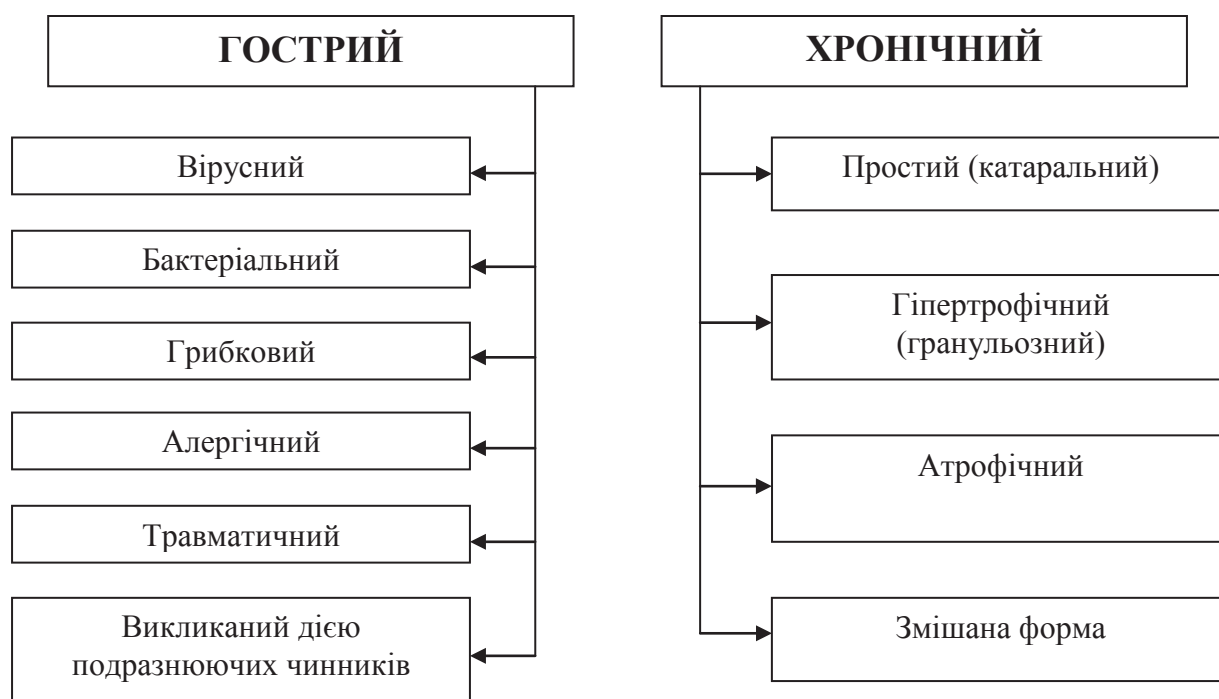 ГОСТРИЙ
Вірусний
Бактеріальний
Грибковий
Алергічний
Травматичний
Викликаний дією
подразнюючих чинників
ХРОНІЧНИЙ
Простий (катаральний)
Гіпертрофічний
(гранульозний)
Атрофічний
Змішана форма